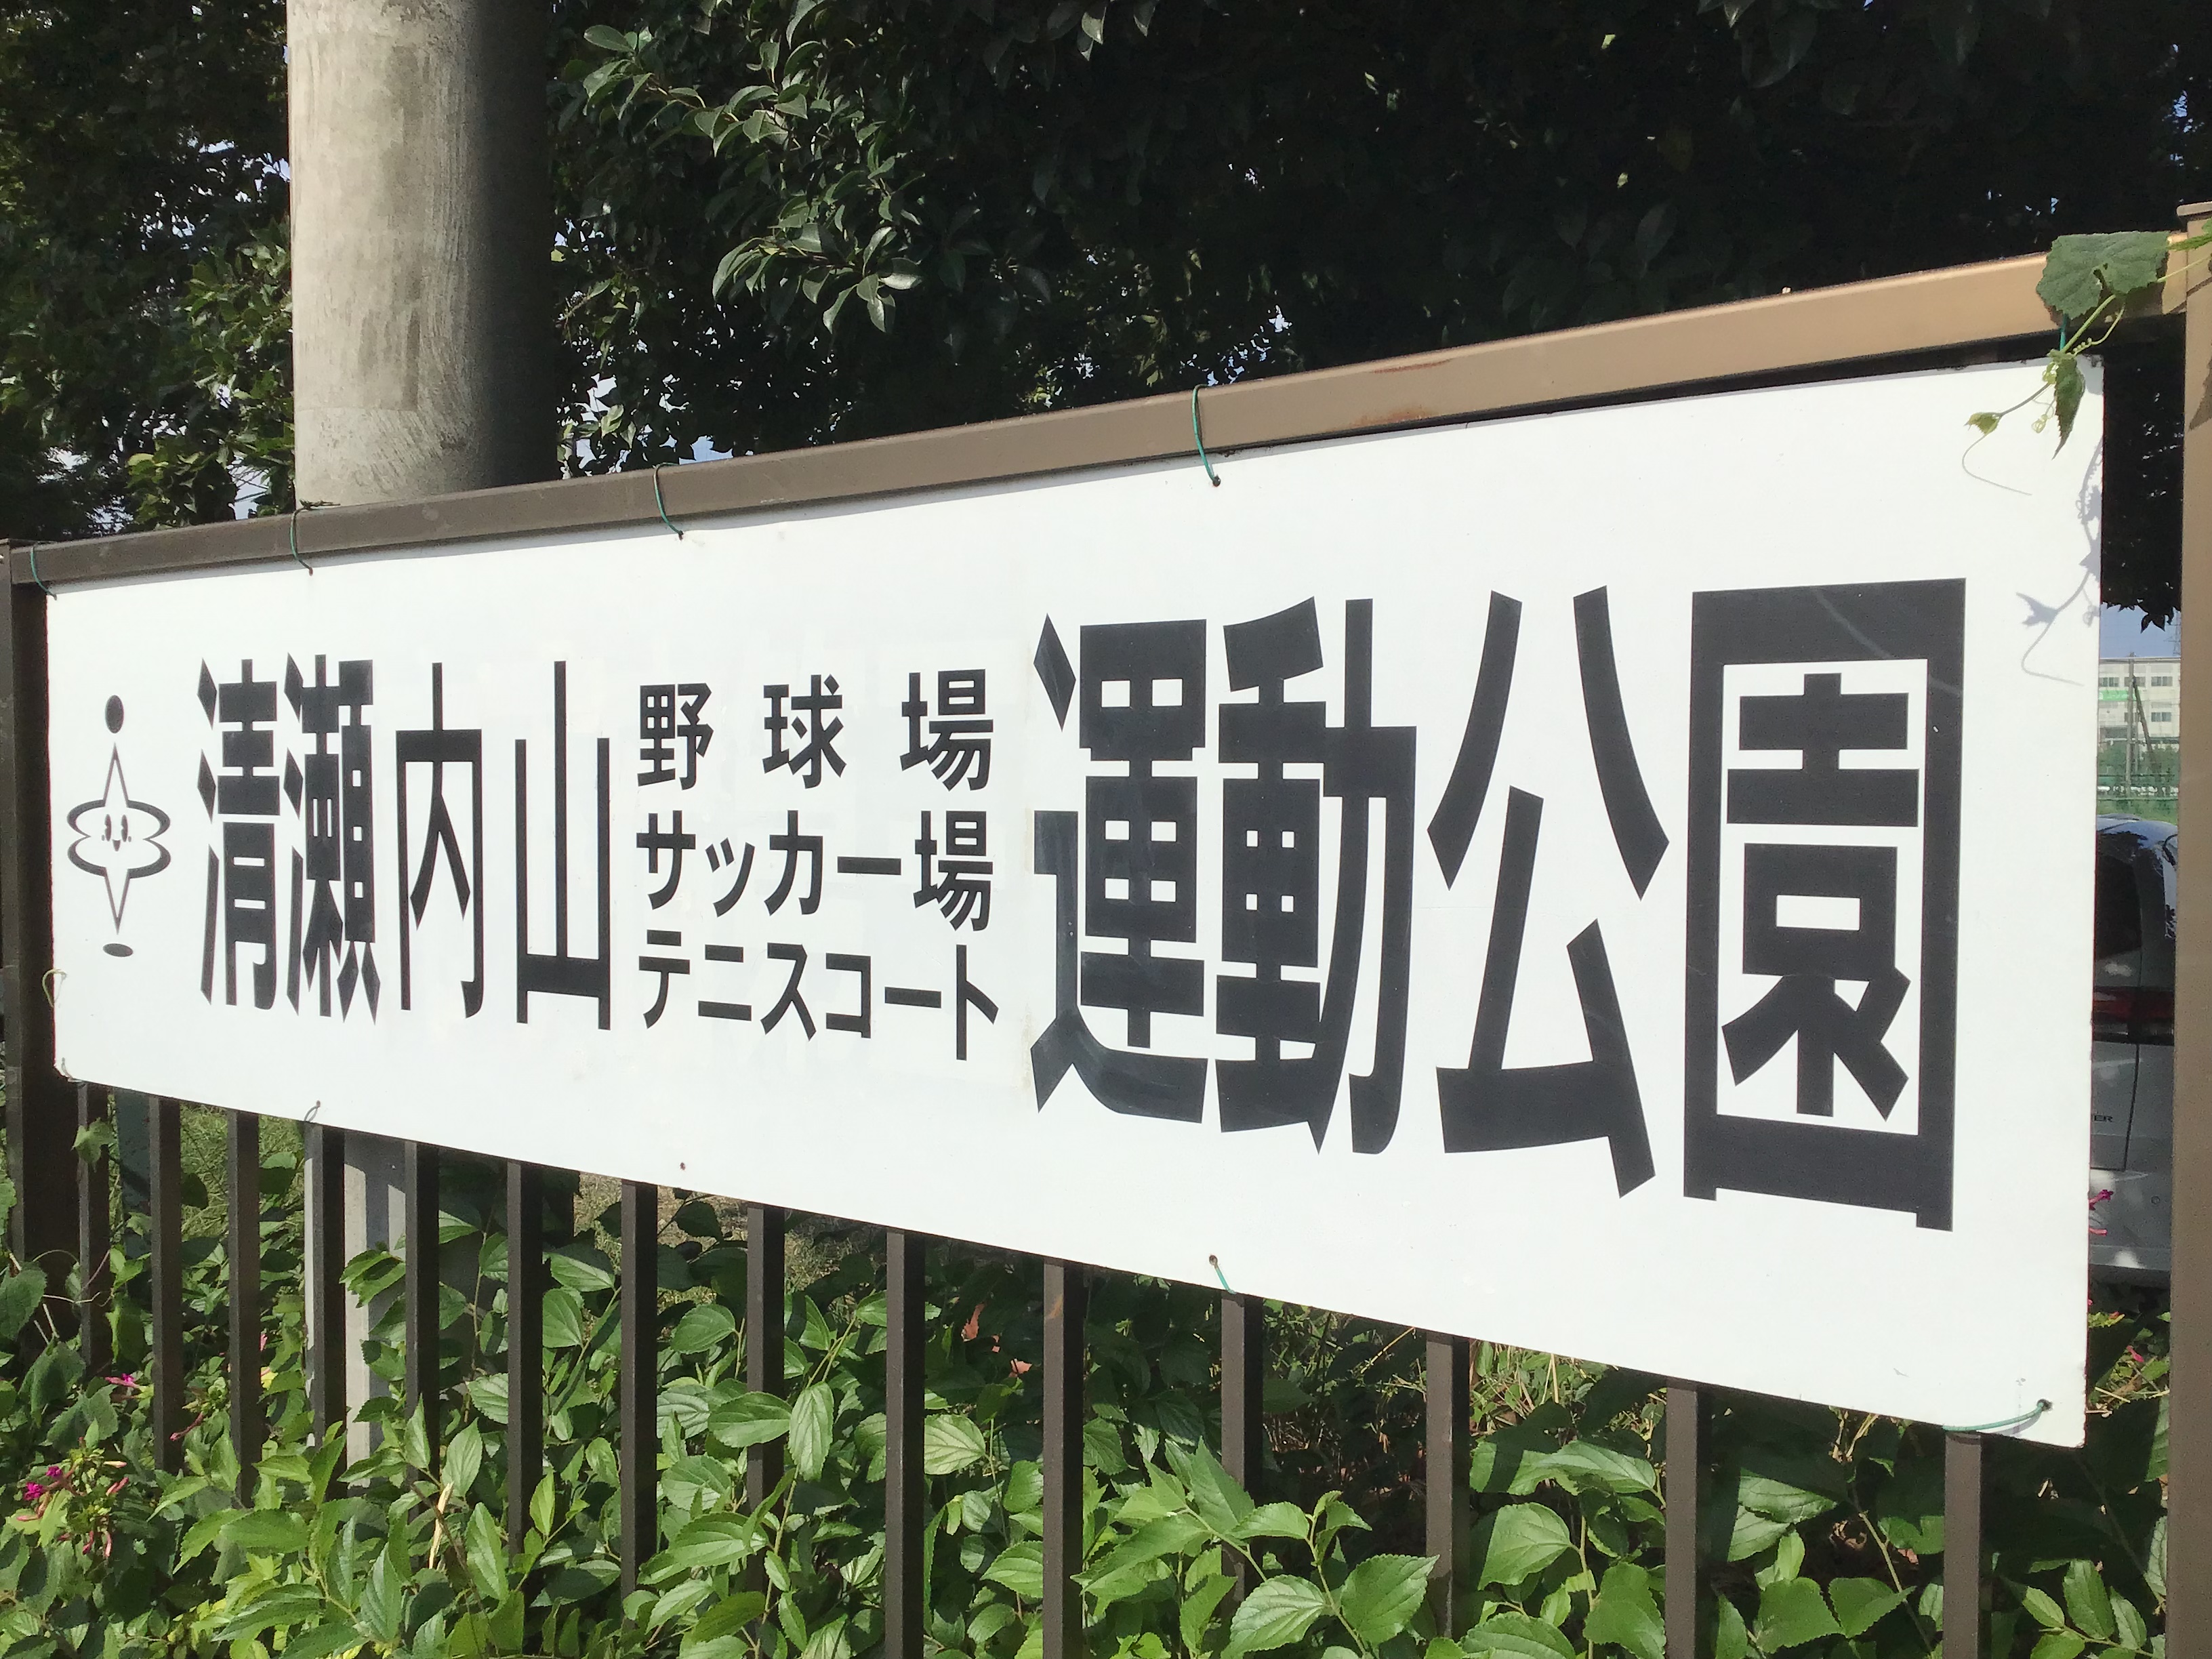 清瀬内山
野球場
サッカー場
テニスコート
運動公園